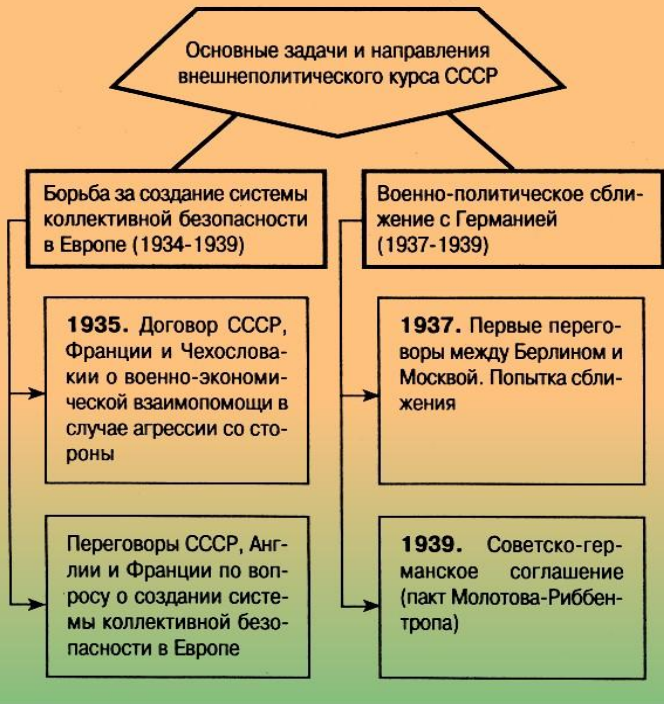 Основные задачи и направления
внешнеполитического курса СССР
Борьба за создание системы
коллективной безопасности
в Европе (1934-1939)
1935. Договор СССР,
Франции и Чехослова-
кии о военно-экономи-
ческой взаимопомощи в
случае агрессии со сто-
роны
Переговоры СССР, Анг-
лии и Франции по воп-
росу о создании систе-
мы коллективной безо-
пасности в Европе
Военно-политическое сбли-
жение с Германией
(1937-1939)
1937. Первые перего-
воры между Берлином и
Москвой. Попытка сбли-
жения
1939. Советско-гер-
манское соглашение
(пакт Молотова-Риббен-
тропа)